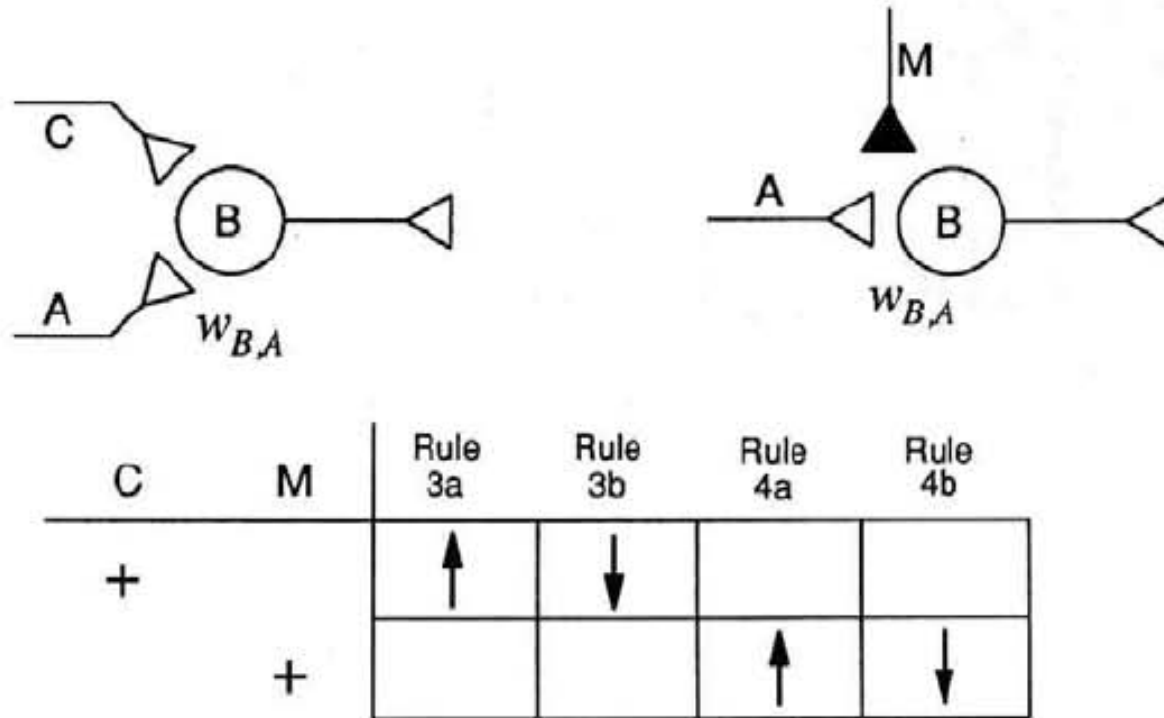 M
C
A
B
B
A
w_{B,A}
w_{B,A}
C M Rule 3a Rule 3b Rule 4a Rule 4b
+ ↑ ↓
+ ↑ ↓